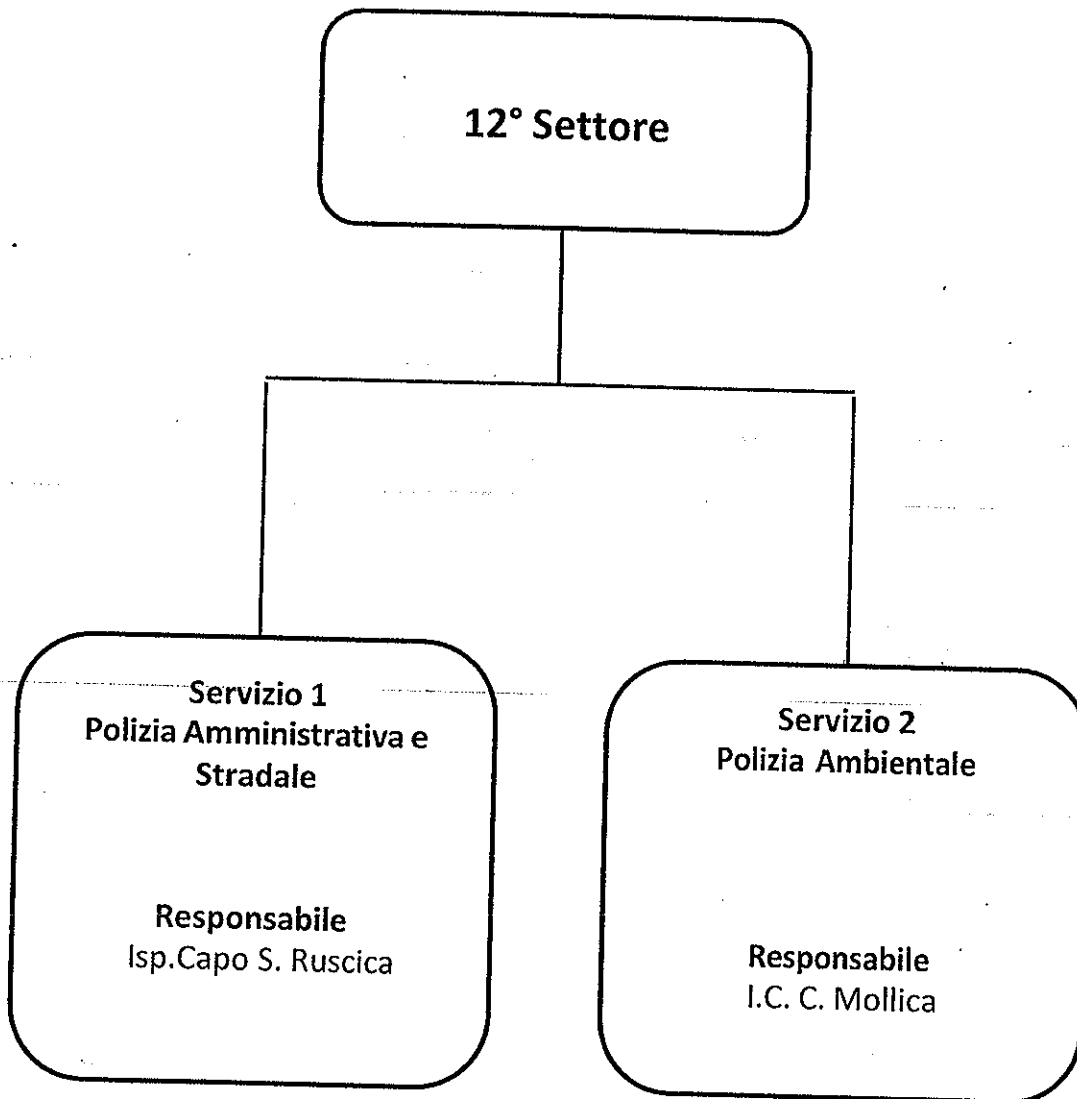 12° Settore
Servizio 1
Polizia Amministrativa e
Stradale
Responsabile
Isp.Capo S. Ruscica
Servizio 2
Polizia Ambientale
Responsabile
I.C. C. Mollica